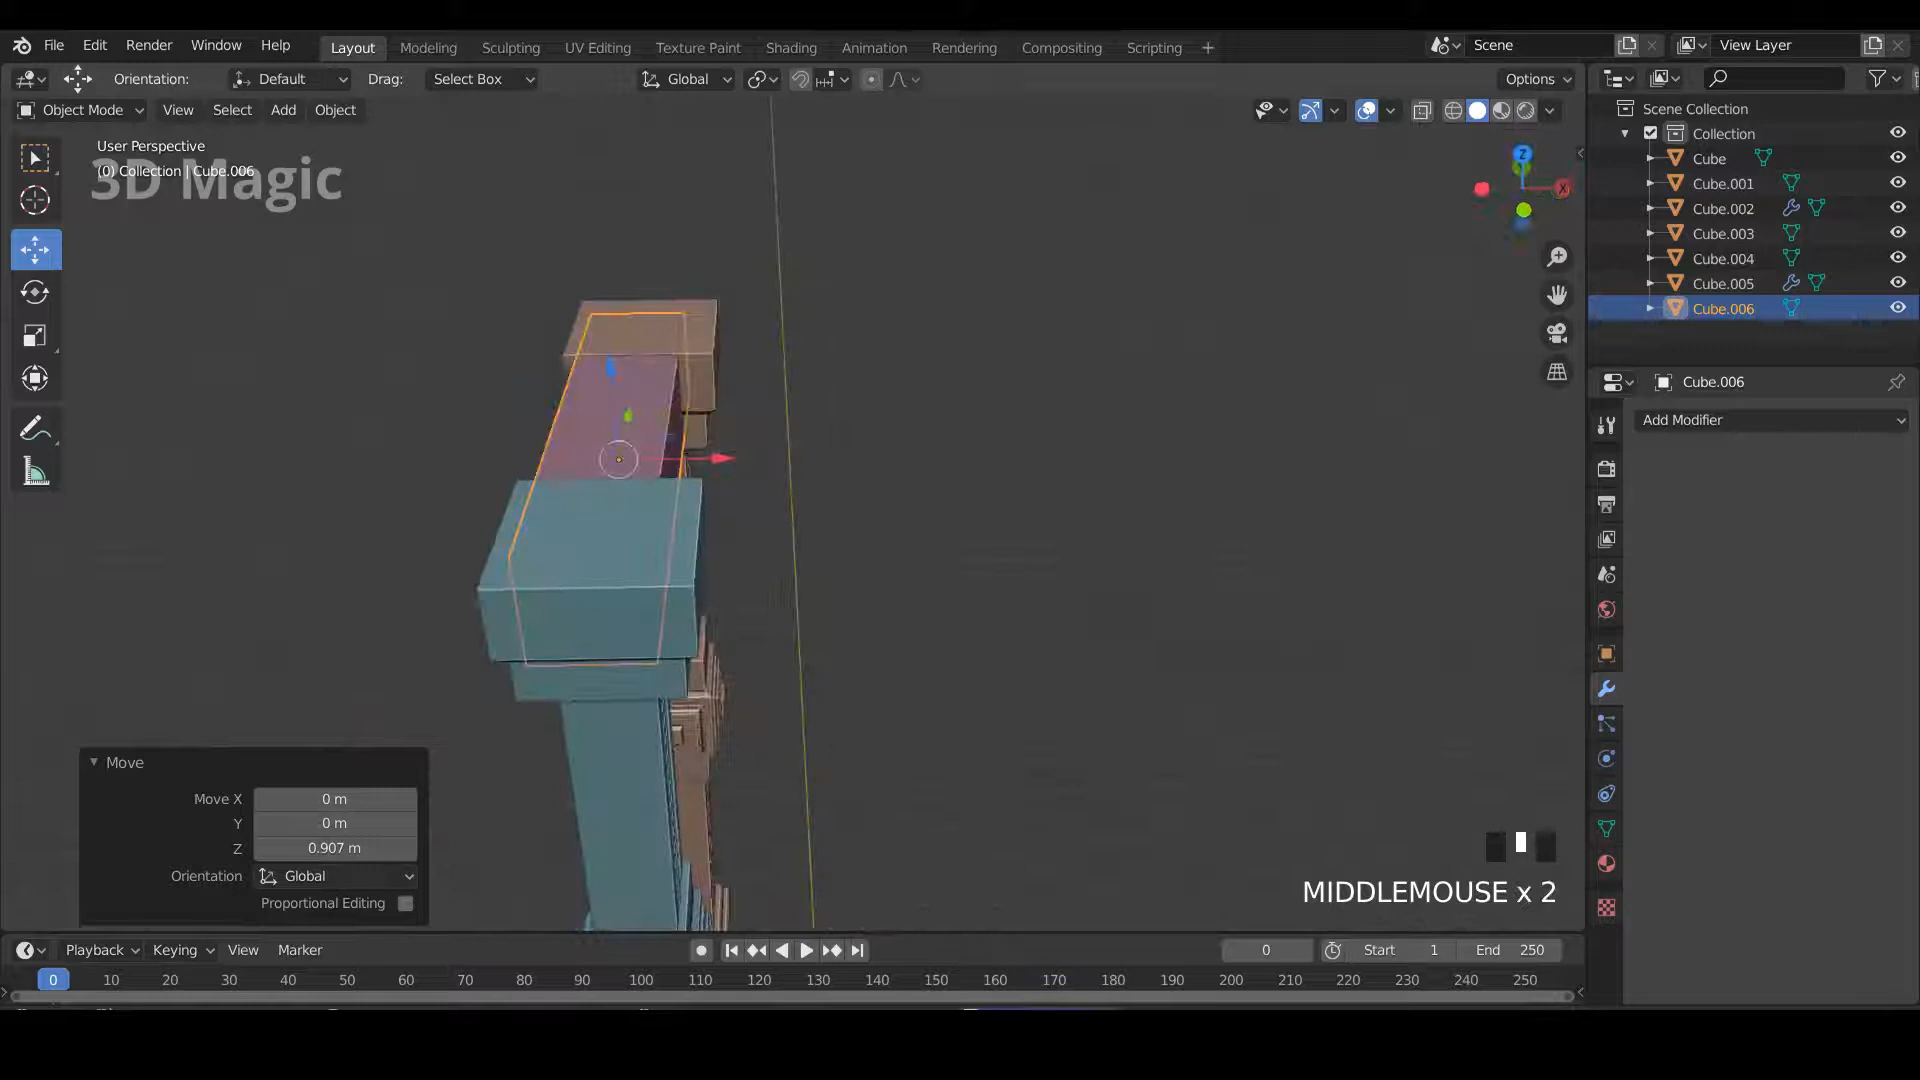 File Edit Render Window Help Layout Modeling Sculpting UV Editing Texture Paint Shading Animation Rendering Compositing Scripting + Scene View Layer
Orientation: Default Drag: Select Box Global Options
Object Mode View Select Add Object
User Perspective
(0) Collection | Cube.006
3D Magic
Z
X
Scene Collection
Collection
Cube
Cube.001
Cube.002
Cube.003
Cube.004
Cube.005
Cube.006
Cube.006
Add Modifier
Move
Move X 0 m
Y 0 m
Z 0.907 m
Orientation Global
Proportional Editing
MIDDLEMOUSE x 2
Playback Keying View Marker 0 Start 1 End 250
0 10 20 30 40 50 60 70 80 90 100 110 120 130 140 150 160 170 180 190 200 210 220 230 240 250